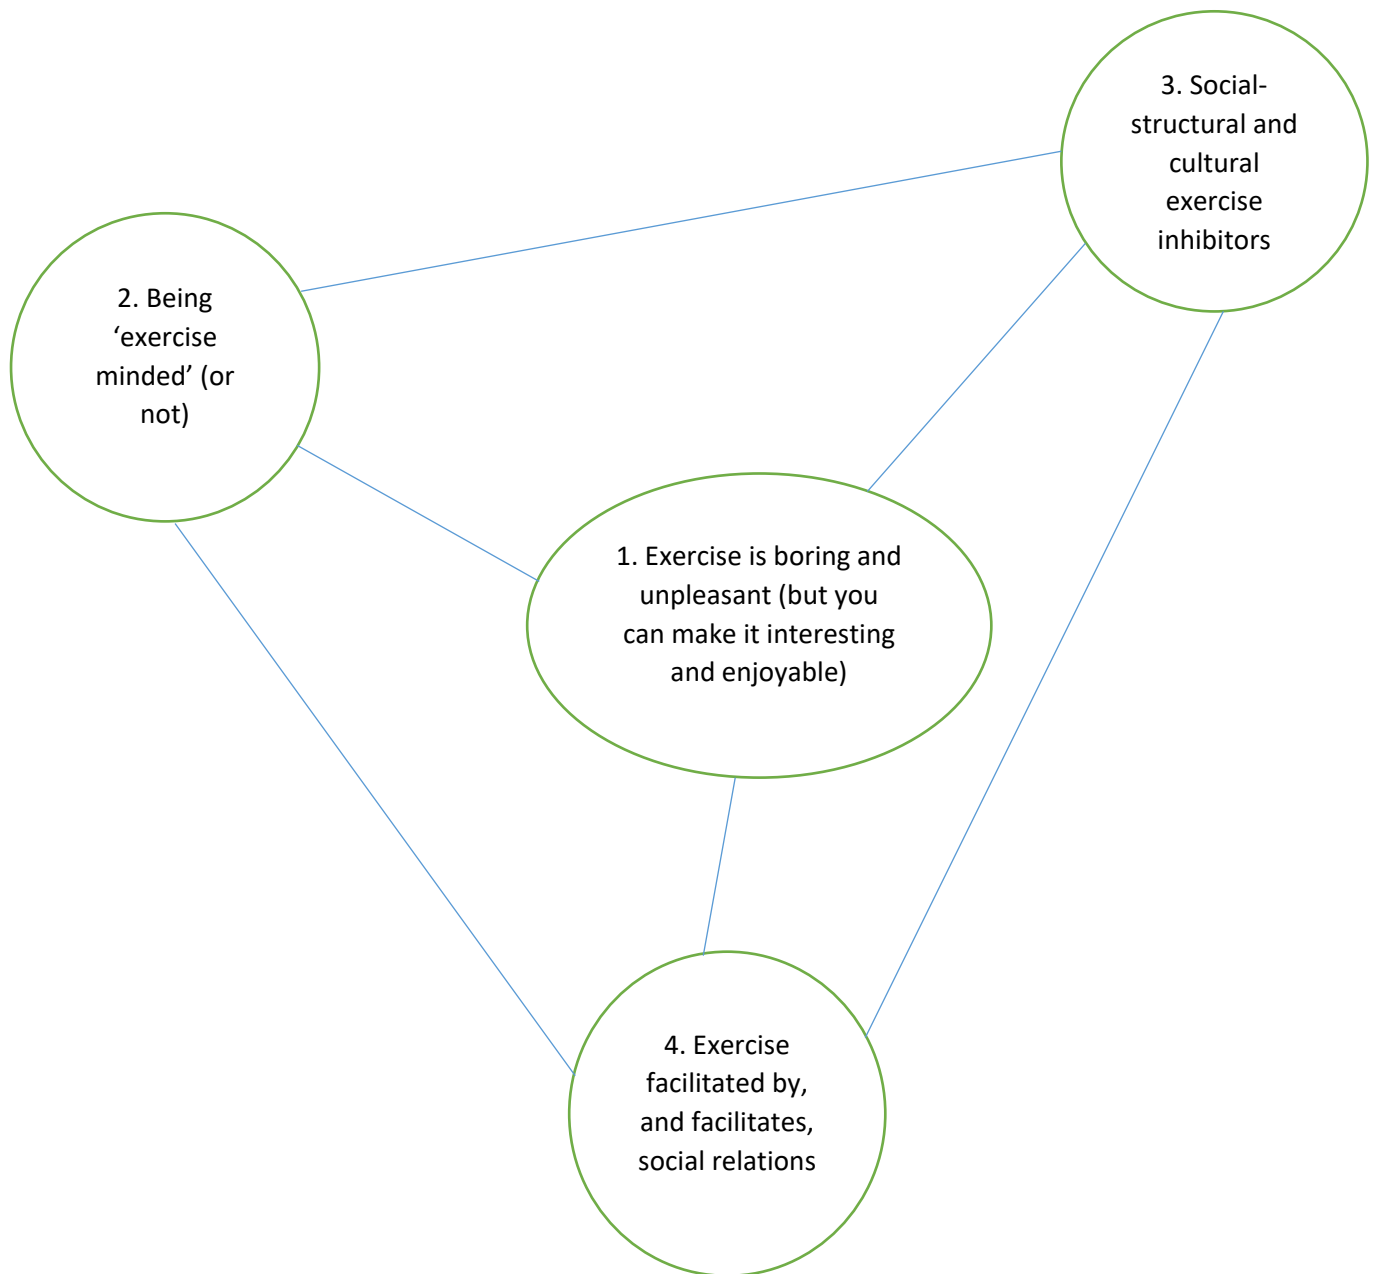 3. Social-
structural and
cultural
exercise
inhibitors
2. Being
‘exercise
minded’ (or
not)
1. Exercise is boring and
unpleasant (but you
can make it interesting
and enjoyable)
4. Exercise
facilitated by,
and facilitates,
social relations